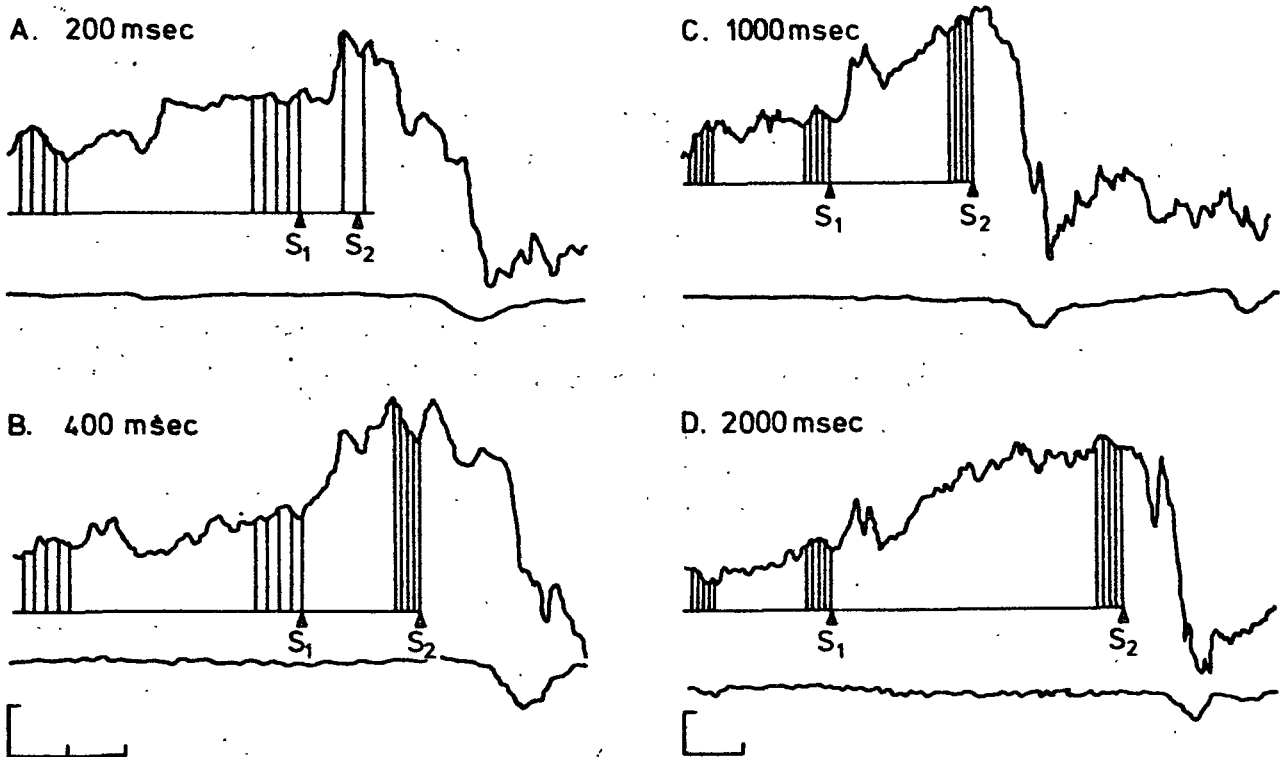 A. 200 msec
S₁ S₂
B. 400 msec
S₁ S₂
C. 1000 msec
S₁ S₂
D. 2000 msec
S₁ S₂